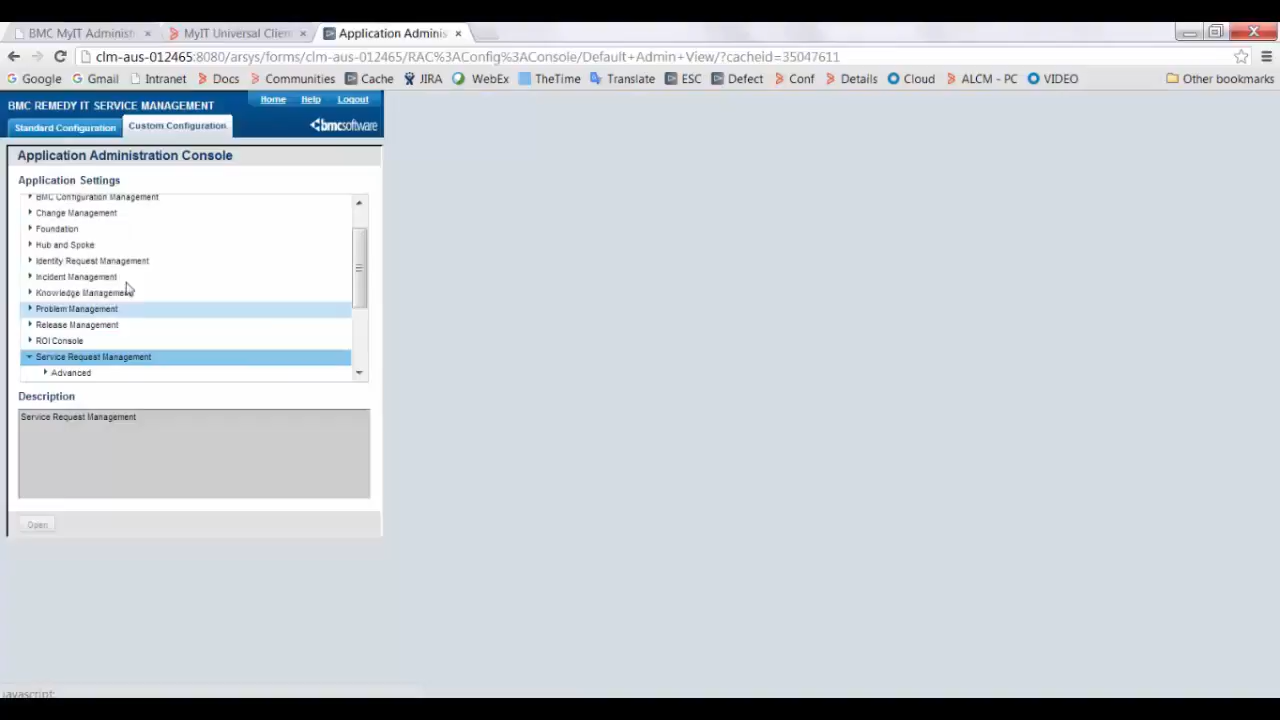 BMC MyIT Administ
MyIT Universal Clien
Application Adminis
clm-aus-012465:8080/arsys/forms/clm-aus-012465/RAC%3AConfig%3AConsole/Default+Admin+View/?cacheid=35047611
Google Gmail Intranet Docs Communities Cache JIRA WebEx TheTime Translate ESC Defect Conf Details Cloud ALCM - PC VIDEO Other bookmarks
BMC REMEDY IT SERVICE MANAGEMENT Home Help Logout
Standard Configuration Custom Configuration bmcsoftware
Application Administration Console
Application Settings
BMC Configuration Management
Change Management
Foundation
Hub and Spoke
Identity Request Management
Incident Management
Knowledge Management
Problem Management
Release Management
ROI Console
Service Request Management
Advanced
Description
Service Request Management
Open
javascript: